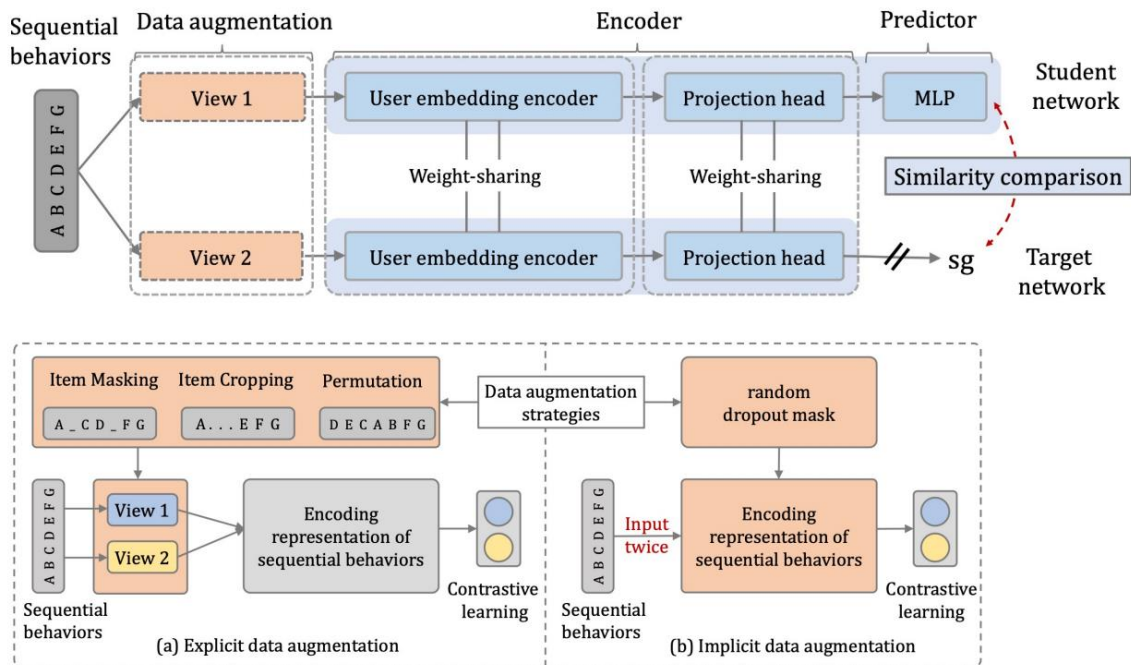 Sequential
behaviors
Data augmentation
Encoder
Predictor
A B C D E F G
View 1
User embedding encoder
Projection head
MLP
Student
network
Weight-sharing
Weight-sharing
Similarity comparison
View 2
User embedding encoder
Projection head
sg
Target
network
Item Masking
Item Cropping
Permutation
A _ C D _ F G
A . . . E F G
D E C A B F G
Data augmentation
strategies
random
dropout mask
A B C D E F G
View 1
View 2
Encoding
representation of
sequential behaviors
Sequential
behaviors
Contrastive
learning
(a) Explicit data augmentation
A B C D E F G
Input
twice
Encoding
representation of
sequential behaviors
Sequential
behaviors
Contrastive
learning
(b) Implicit data augmentation